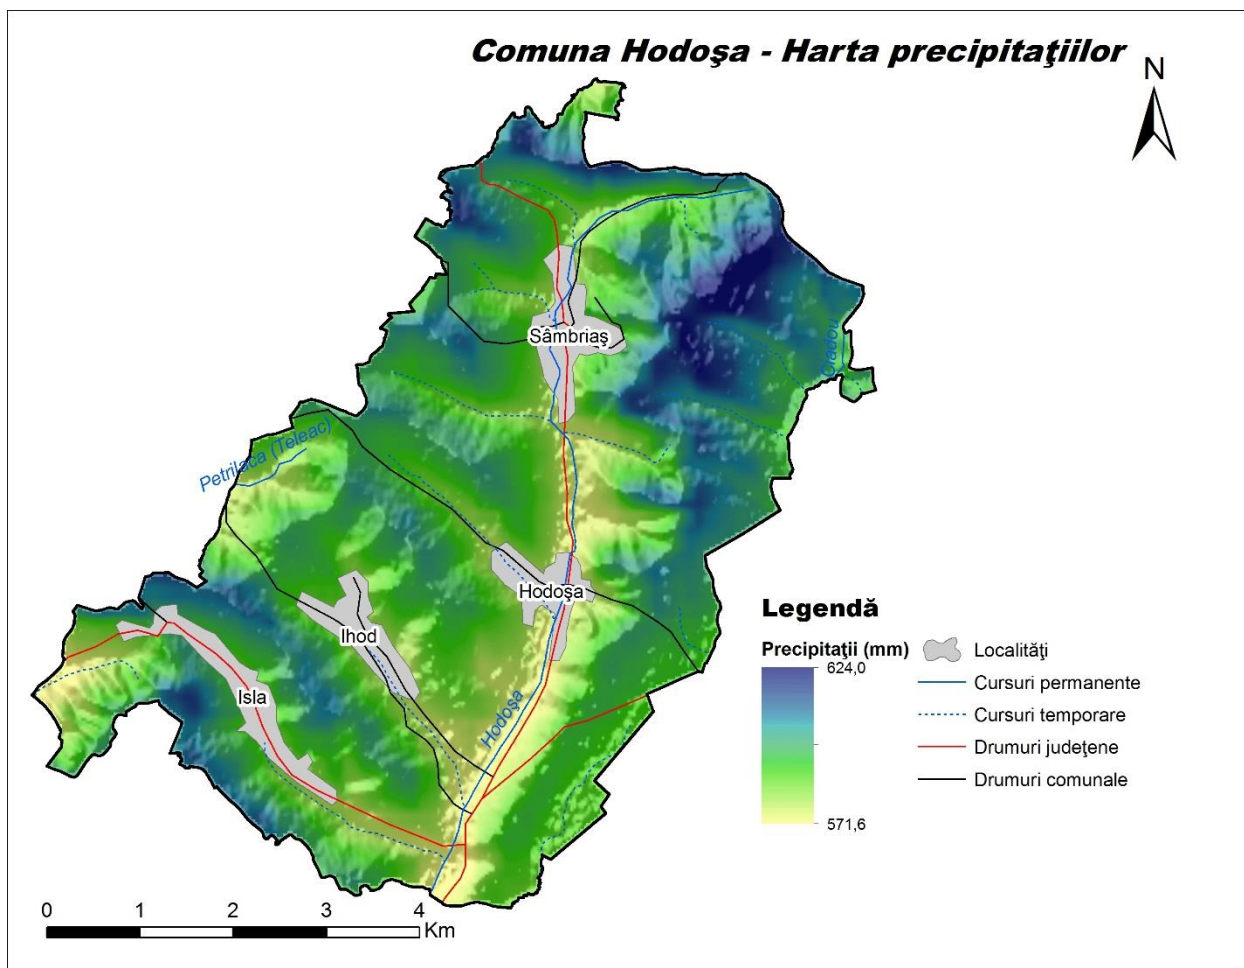 Comuna Hodoşa - Harta precipitaţiilor
N
Sâmbriaş
Petrilaca (Teleac)
Hodoşa
Ihod
Isla
Hodoşa
Legendă
Precipitaţii (mm)
624,0
571,6
Localităţi
Cursuri permanente
Cursuri temporare
Drumuri judeţene
Drumuri comunale
0 1 2 3 4
Km